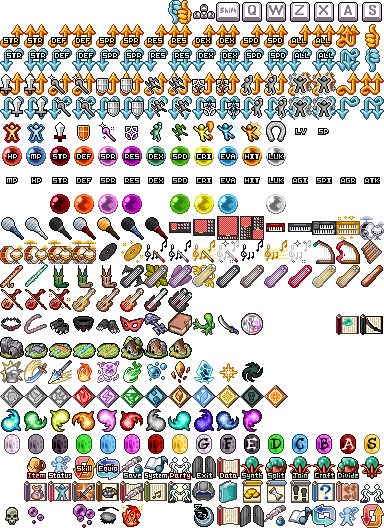 Shift Q W Z X A S
STR STR DEF DEF SPR SPR RES RES DEX DEX SPD SPD ALL ALL
STR STR DEF DEF SPR SPR RES RES DEX DEX SPD SPD ALL ALL
LV SP
HP MP STR DEF SPR RES DEX SPD CRI EVA HIT LUK
MP HP STR DEF SPR RES DEX SPD CRI EVA HIT LUK AGI SPI AGR ATK
G F E D C B A S
Item Status Skill Equip Save System Party Exit Data Synth Split Thin Craft Divide